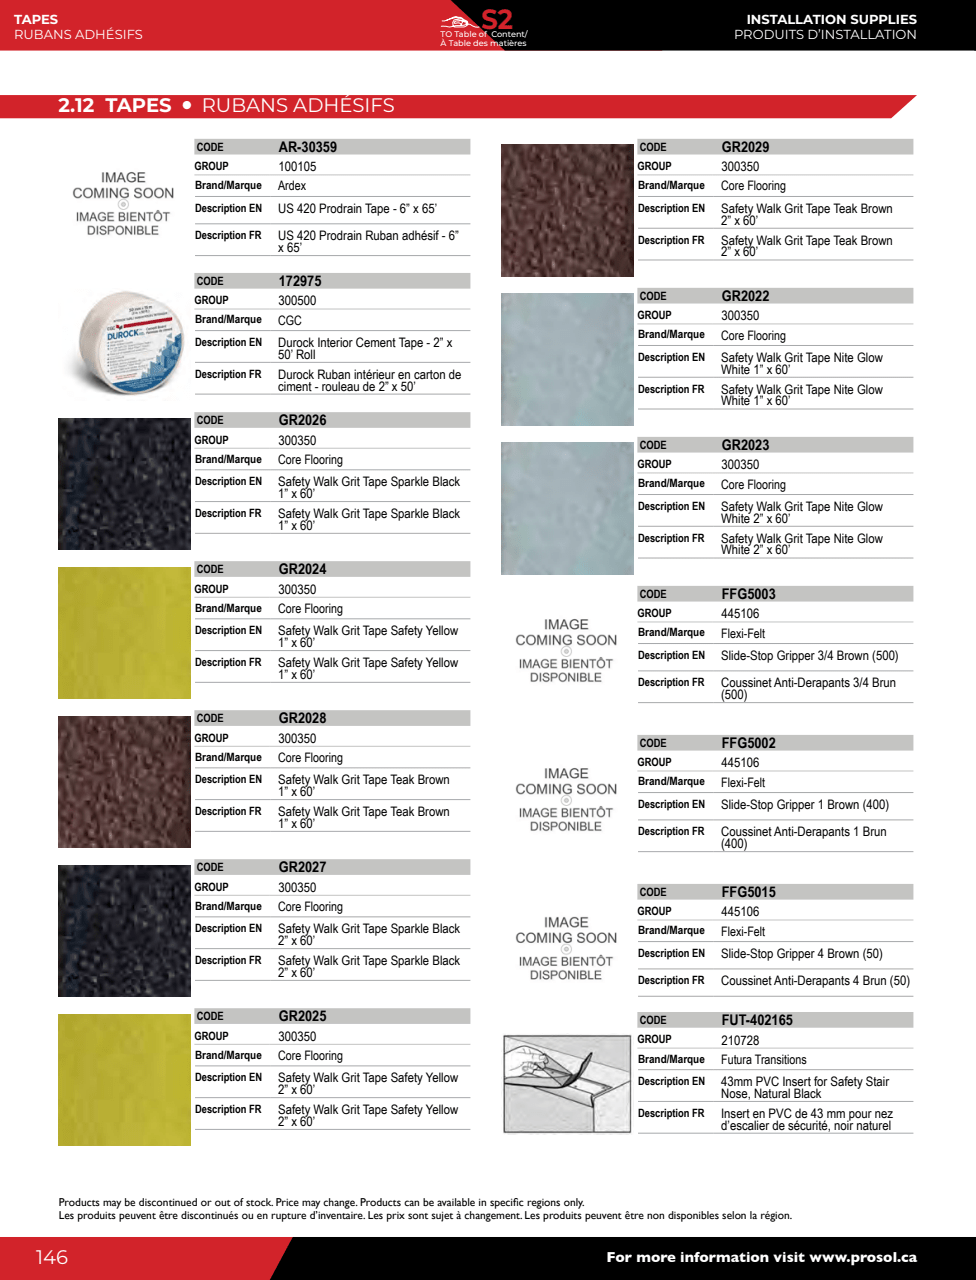 TAPES
RUBANS ADHÉSIFS
S2
TO Table of Content/
À Table des matières
INSTALLATION SUPPLIES
PRODUITS D'INSTALLATION
2.12 TAPES • RUBANS ADHÉSIFS
IMAGE
COMING SOON
IMAGE BIENTÔT
DISPONIBLE
CODE AR-30359
GROUP 100105
Brand/Marque Ardex
Description EN US 420 Prodrain Tape - 6" x 65'
Description FR US 420 Prodrain Ruban adhésif - 6"
x 65'
DUROCK
CODE 172975
GROUP 300500
Brand/Marque CGC
Description EN Durock Interior Cement Tape - 2" x
50' Roll
Description FR Durock Ruban intérieur en carton de
ciment - rouleau de 2" x 50'
CODE GR2026
GROUP 300350
Brand/Marque Core Flooring
Description EN Safety Walk Grit Tape Sparkle Black
1" x 60'
Description FR Safety Walk Grit Tape Sparkle Black
1" x 60'
CODE GR2024
GROUP 300350
Brand/Marque Core Flooring
Description EN Safety Walk Grit Tape Safety Yellow
1" x 60'
Description FR Safety Walk Grit Tape Safety Yellow
1" x 60'
CODE GR2028
GROUP 300350
Brand/Marque Core Flooring
Description EN Safety Walk Grit Tape Teak Brown
1" x 60'
Description FR Safety Walk Grit Tape Teak Brown
1" x 60'
CODE GR2027
GROUP 300350
Brand/Marque Core Flooring
Description EN Safety Walk Grit Tape Sparkle Black
2" x 60'
Description FR Safety Walk Grit Tape Sparkle Black
2" x 60'
CODE GR2025
GROUP 300350
Brand/Marque Core Flooring
Description EN Safety Walk Grit Tape Safety Yellow
2" x 60'
Description FR Safety Walk Grit Tape Safety Yellow
2" x 60'
CODE GR2029
GROUP 300350
Brand/Marque Core Flooring
Description EN Safety Walk Grit Tape Teak Brown
2" x 60'
Description FR Safety Walk Grit Tape Teak Brown
2" x 60'
CODE GR2022
GROUP 300350
Brand/Marque Core Flooring
Description EN Safety Walk Grit Tape Nite Glow
White 1" x 60'
Description FR Safety Walk Grit Tape Nite Glow
White 1" x 60'
CODE GR2023
GROUP 300350
Brand/Marque Core Flooring
Description EN Safety Walk Grit Tape Nite Glow
White 2" x 60'
Description FR Safety Walk Grit Tape Nite Glow
White 2" x 60'
IMAGE
COMING SOON
IMAGE BIENTÔT
DISPONIBLE
CODE FFG5003
GROUP 445106
Brand/Marque Flexi-Felt
Description EN Slide-Stop Gripper 3/4 Brown (500)
Description FR Coussinet Anti-Derapants 3/4 Brun
(500)
IMAGE
COMING SOON
IMAGE BIENTÔT
DISPONIBLE
CODE FFG5002
GROUP 445106
Brand/Marque Flexi-Felt
Description EN Slide-Stop Gripper 1 Brown (400)
Description FR Coussinet Anti-Derapants 1 Brun
(400)
IMAGE
COMING SOON
IMAGE BIENTÔT
DISPONIBLE
CODE FFG5015
GROUP 445106
Brand/Marque Flexi-Felt
Description EN Slide-Stop Gripper 4 Brown (50)
Description FR Coussinet Anti-Derapants 4 Brun (50)
CODE FUT-402165
GROUP 210728
Brand/Marque Futura Transitions
Description EN 43mm PVC Insert for Safety Stair
Nose, Natural Black
Description FR Insert en PVC de 43 mm pour nez
d'escalier de sécurité, noir naturel
Products may be discontinued or out of stock. Price may change. Products can be available in specific regions only.
Les produits peuvent être discontinués ou en rupture d'inventaire. Les prix sont sujet à changement. Les produits peuvent être non disponibles selon la région.
146
For more information visit www.prosol.ca